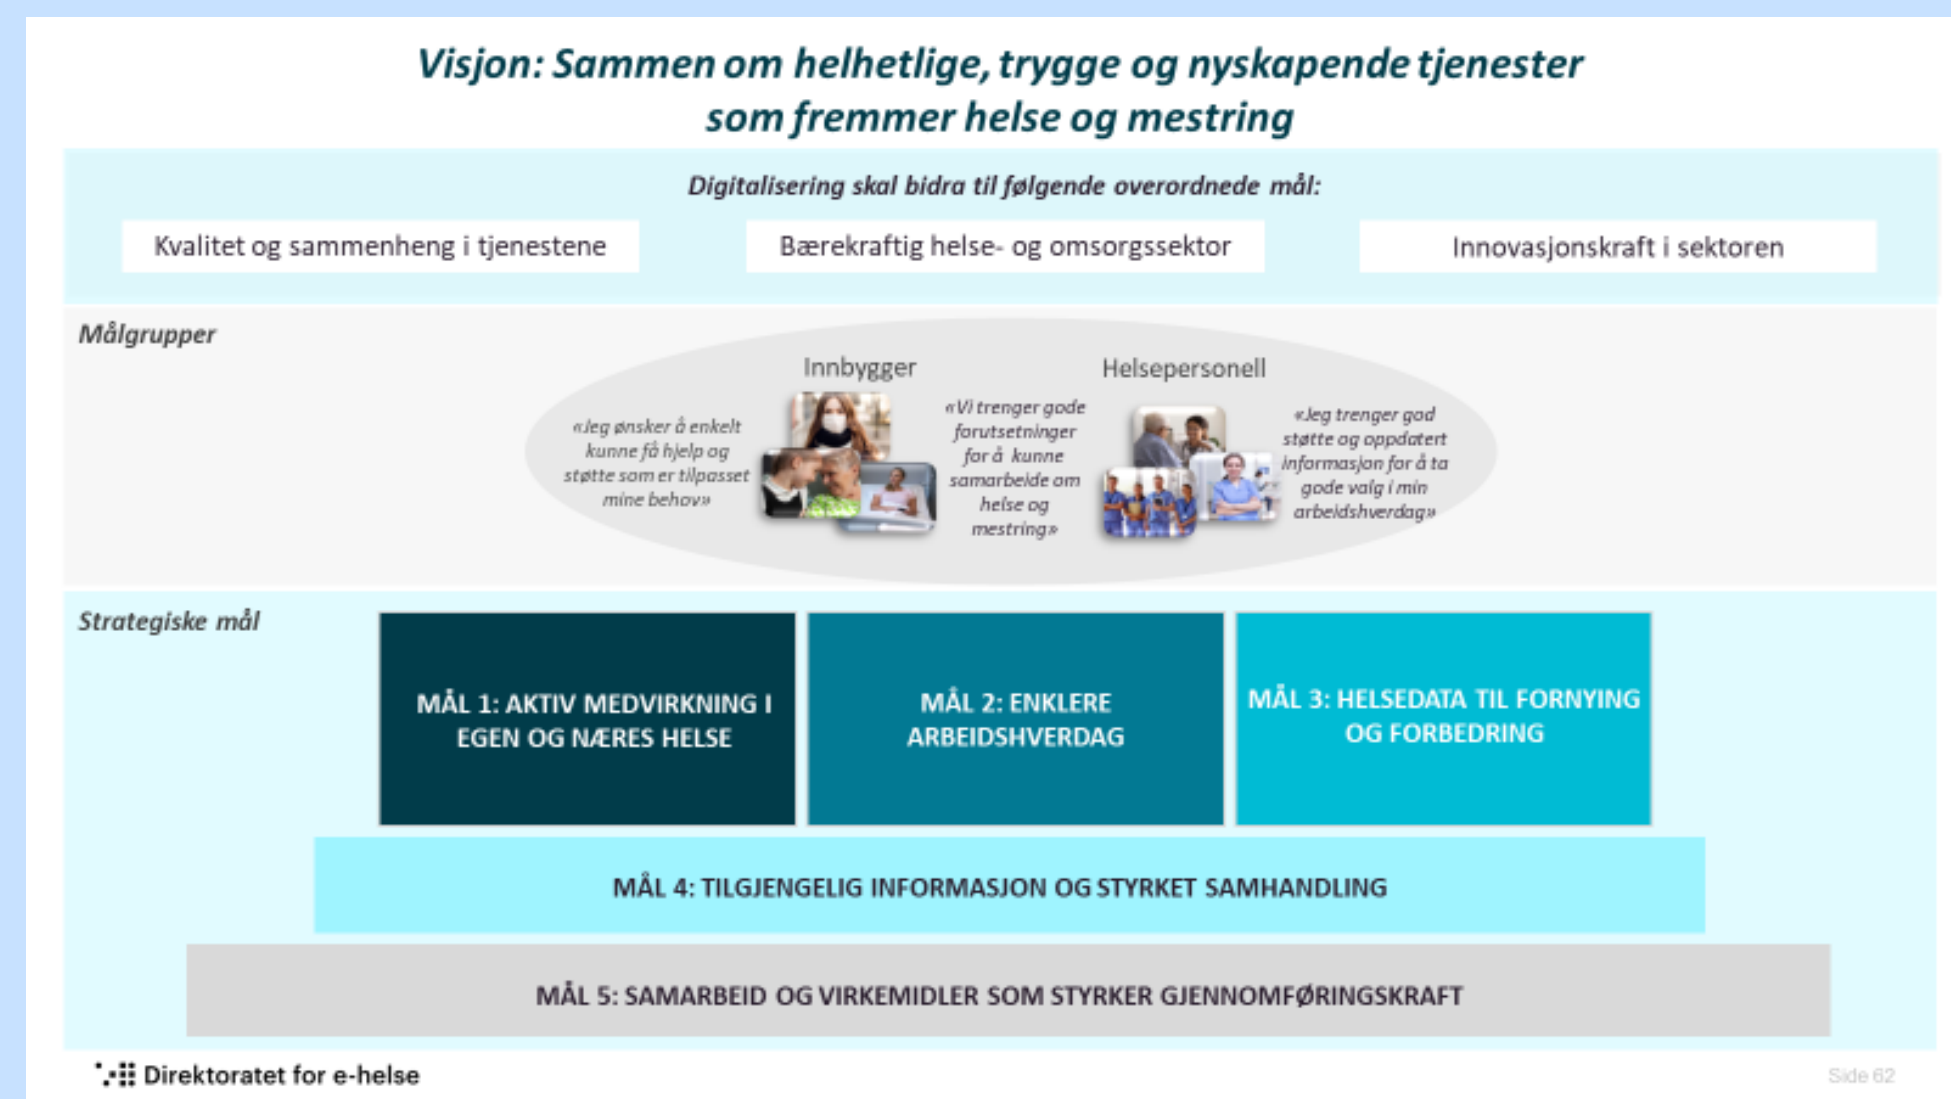 Visjon: Sammen om helhetlige, trygge og nyskapende tjenester
som fremmer helse og mestring
Digitalisering skal bidra til følgende overordnede mål:
Kvalitet og sammenheng i tjenestene
Bærekraftig helse- og omsorgssektor
Innovasjonskraft i sektoren
Målgrupper
Innbygger
Helsepersonell
«Jeg ønsker å enkelt
kunne få hjelp og
støtte som er tilpasset
mine behov»
«Vi trenger gode
forutsetninger
for å kunne
samarbeide om
helse og
mestring»
«Jeg trenger god
støtte og oppdatert
informasjon for å ta
gode valg i min
arbeidshverdag»
Strategiske mål
MÅL 1: AKTIV MEDVIRKNING I
EGEN OG NÆRES HELSE
MÅL 2: ENKLERE
ARBEIDSHVERDAG
MÅL 3: HELSEDATA TIL FORNYING
OG FORBEDRING
MÅL 4: TILGJENGELIG INFORMASJON OG STYRKET SAMHANDLING
MÅL 5: SAMARBEID OG VIRKEMIDLER SOM STYRKER GJENNOMFØRINGSKRAFT
Direktoratet for e-helse
Side 62